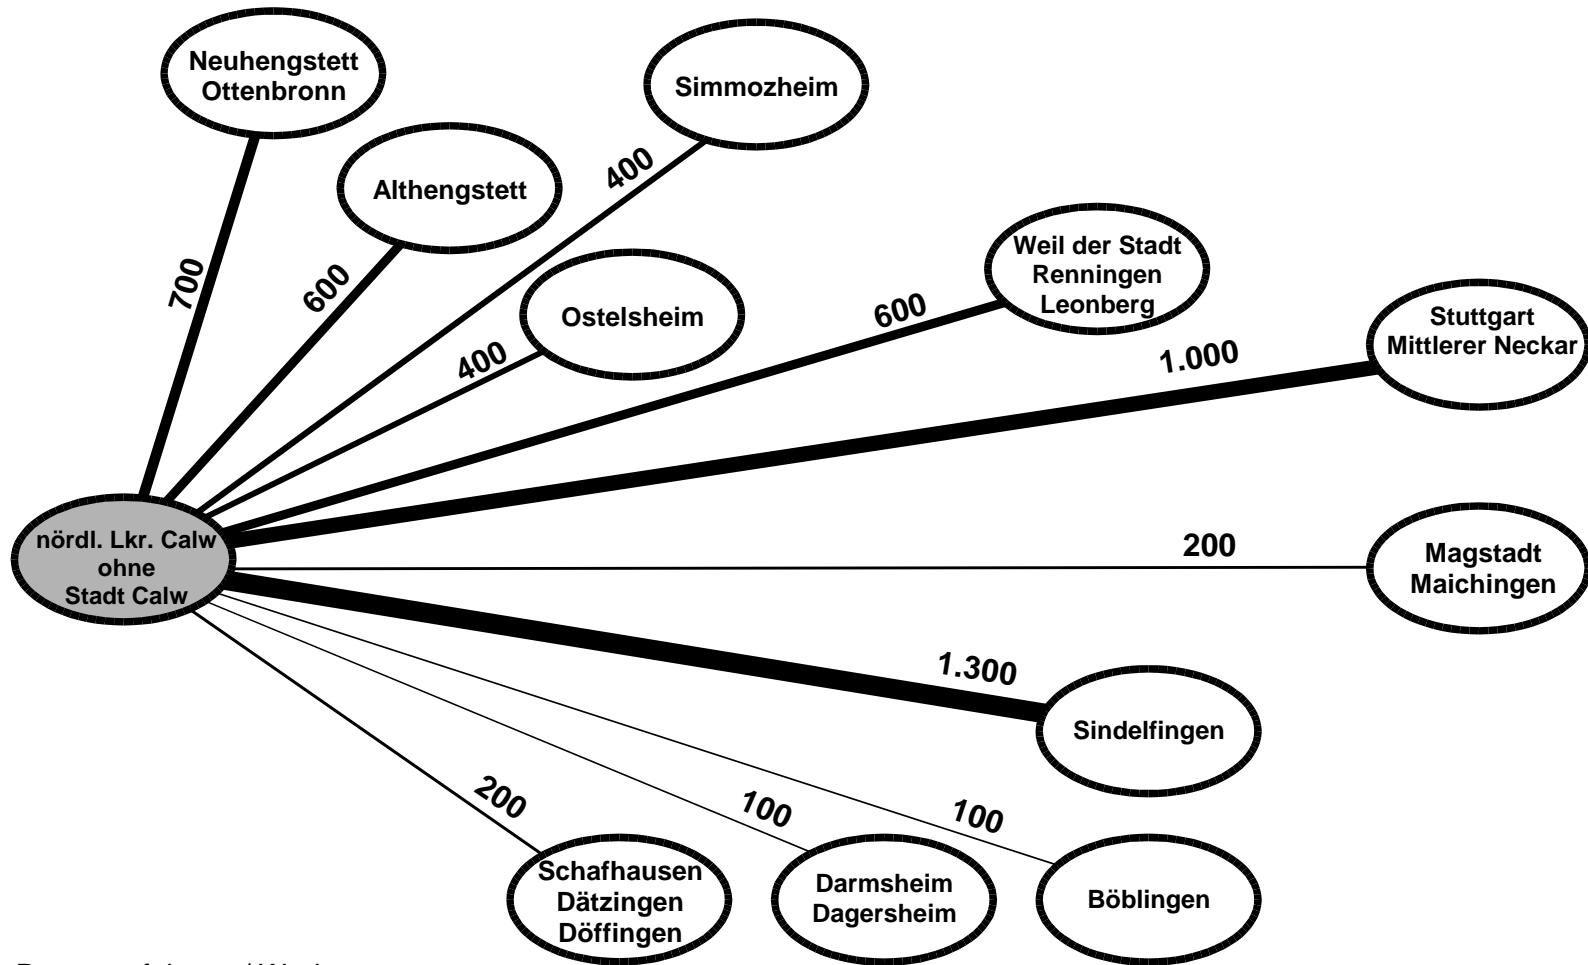 Neuhengstett
Ottenbronn
Simmozheim
Althengstett
400
Weil der Stadt
Renningen
Leonberg
700
600
Ostelsheim
600
Stuttgart
Mittlerer Neckar
400
1.000
nördl. Lkr. Calw
ohne
Stadt Calw
200
Magstadt
Maichingen
1.300
Sindelfingen
200
100
100
Schafhausen
Dätzingen
Döffingen
Darmsheim
Dagersheim
Böblingen